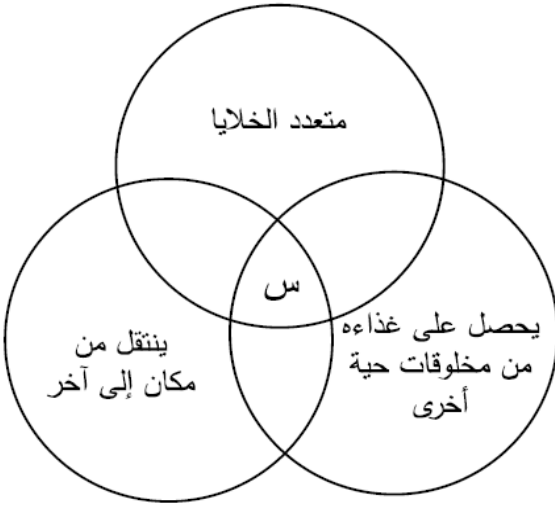 متعدد الخلايا
س
يحصل على غذاءه
من مخلوقات حية
أخرى
ينتقل من
مكان إلى آخر